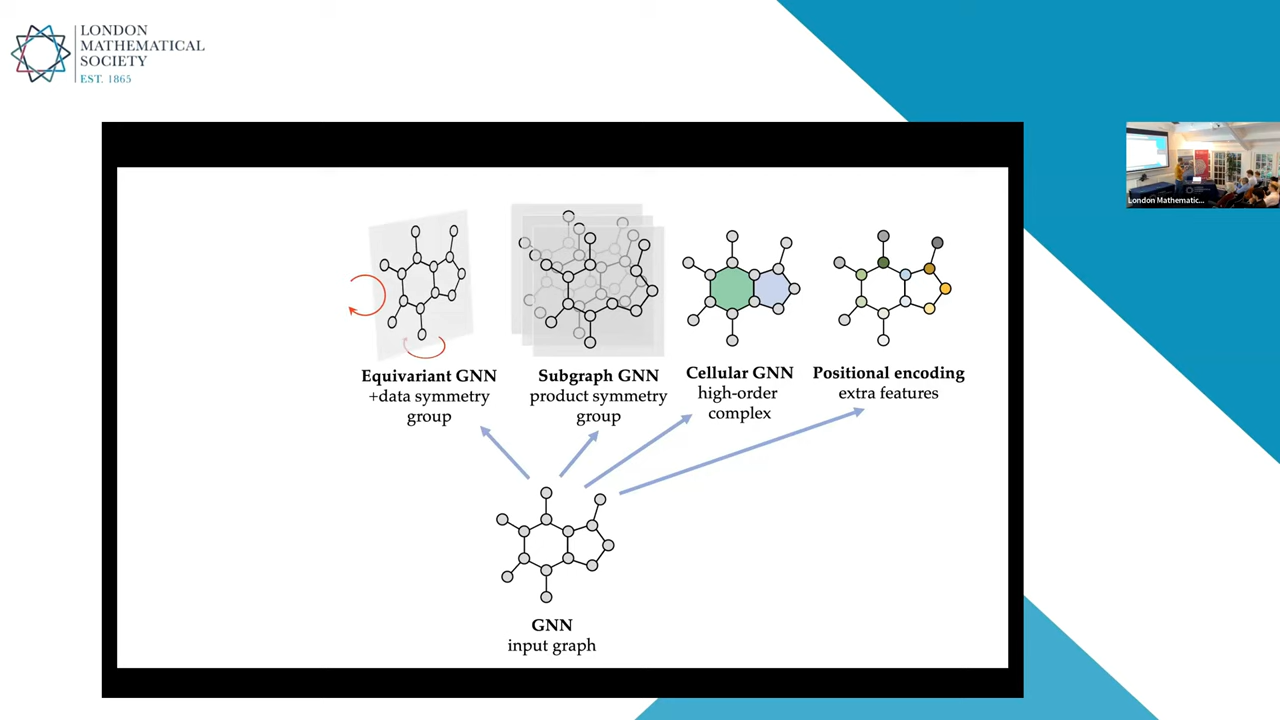 LONDON
MATHEMATICAL
SOCIETY
EST. 1865
London Mathematic...
Equivariant GNN
+data symmetry
group
Subgraph GNN
product symmetry
group
Cellular GNN
high-order
complex
Positional encoding
extra features
GNN
input graph